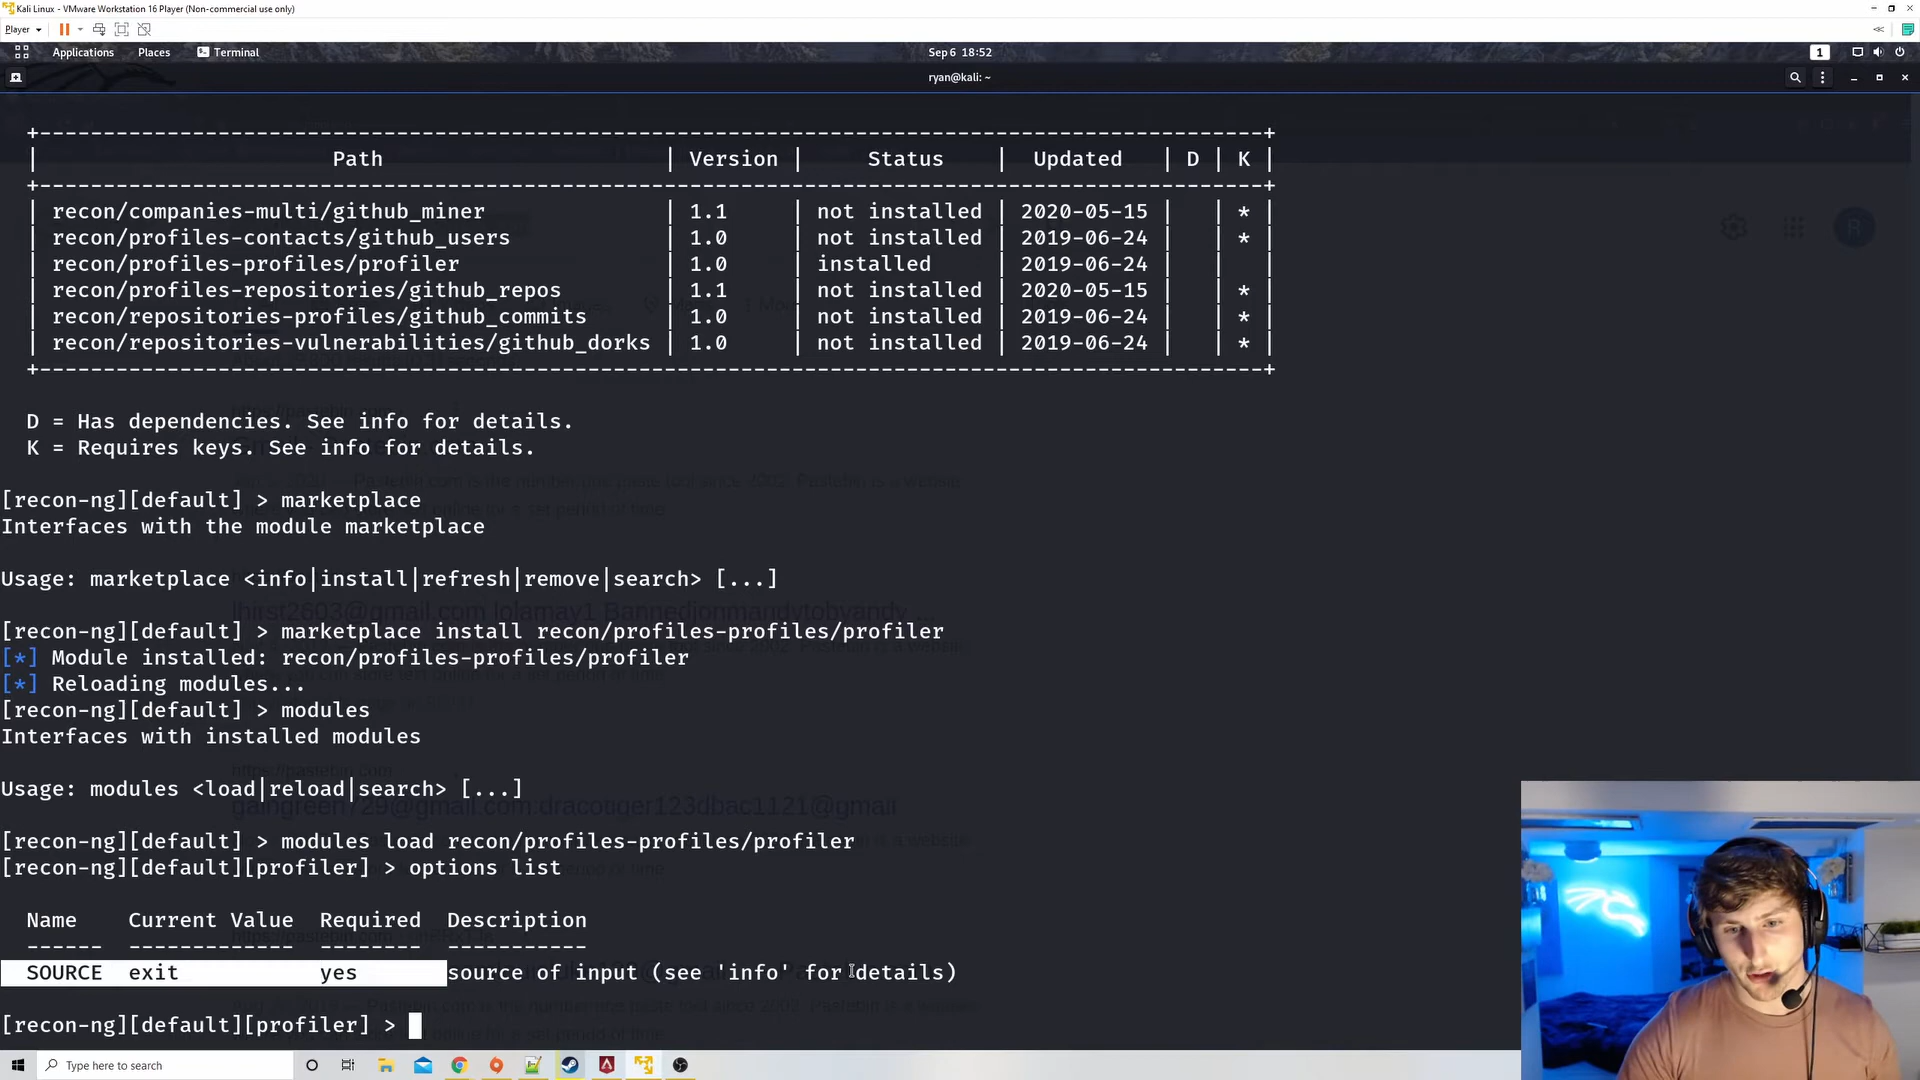 Kali Linux - VMware Workstation 16 Player (Non-commercial use only)
Player
Applications Places Terminal Sep 6 18:52 1
ryan@kali: ~
+-------------------------------------------------------------------------------------------------+
| Path | Version | Status | Updated | D | K |
+-------------------------------------------------------------------------------------------------+
| recon/companies-multi/github_miner | 1.1 | not installed | 2020-05-15 | | * |
| recon/profiles-contacts/github_users | 1.0 | not installed | 2019-06-24 | | * |
| recon/profiles-profiles/profiler | 1.0 | installed | 2019-06-24 | | |
| recon/profiles-repositories/github_repos | 1.1 | not installed | 2020-05-15 | | * |
| recon/repositories-profiles/github_commits | 1.0 | not installed | 2019-06-24 | | * |
| recon/repositories-vulnerabilities/github_dorks | 1.0 | not installed | 2019-06-24 | | * |
+-------------------------------------------------------------------------------------------------+
D = Has dependencies. See info for details.
K = Requires keys. See info for details.
[recon-ng][default] > marketplace
Interfaces with the module marketplace
Usage: marketplace <info|install|refresh|remove|search> [...]
[recon-ng][default] > marketplace install recon/profiles-profiles/profiler
[*] Module installed: recon/profiles-profiles/profiler
[*] Reloading modules...
[recon-ng][default] > modules
Interfaces with installed modules
Usage: modules <load|reload|search> [...]
[recon-ng][default] > modules load recon/profiles-profiles/profiler
[recon-ng][default][profiler] > options list
Name Current Value Required Description
------ ------------- -------- -----------
SOURCE exit yes source of input (see 'info' for details)
[recon-ng][default][profiler] >
Type here to search